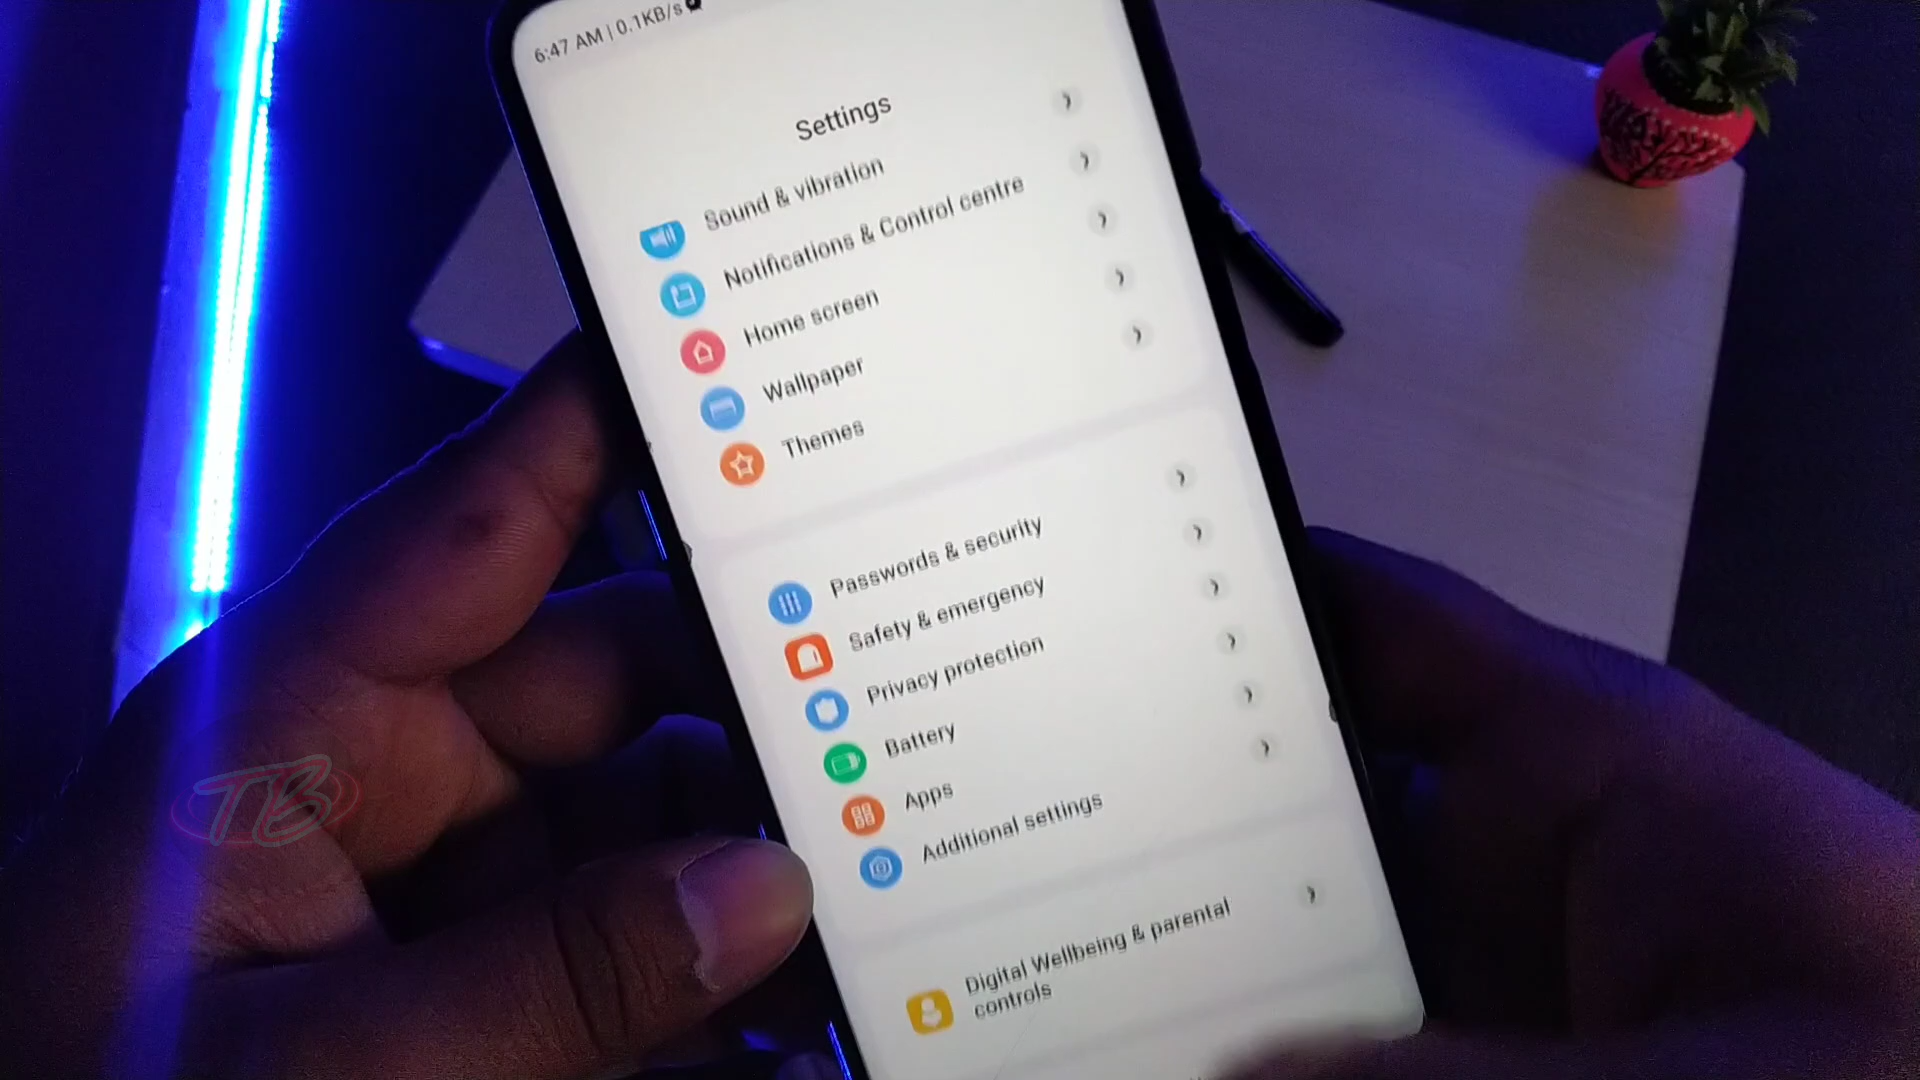 6:47 AM | 0.1KB/s
Settings
Sound & vibration
Notifications & Control centre
Home screen
Wallpaper
Themes
Passwords & security
Safety & emergency
Privacy protection
Battery
Apps
Additional settings
Digital Wellbeing & parental
controls
TB